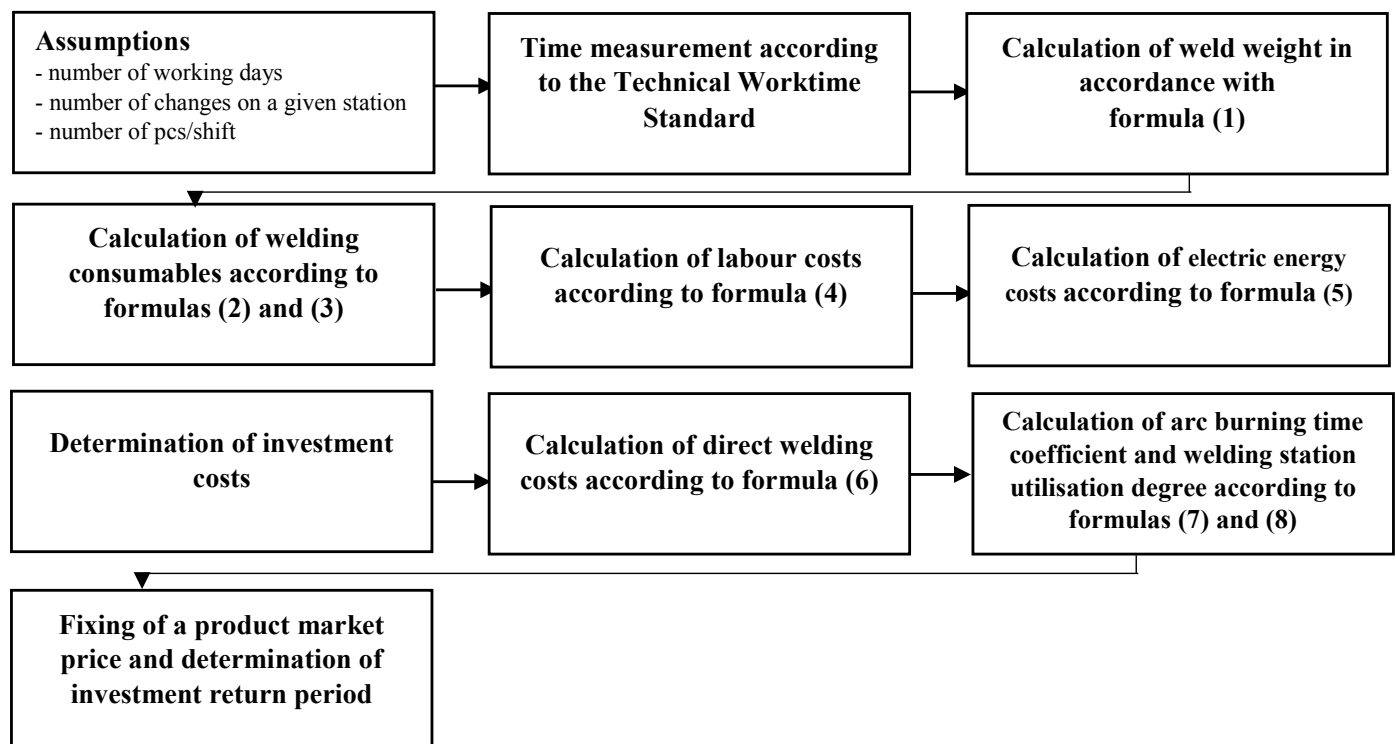 Assumptions
- number of working days
- number of changes on a given station
- number of pcs/shift
Time measurement according
to the Technical Worktime
Standard
Calculation of weld weight in
accordance with
formula (1)
Calculation of welding
consumables according to
formulas (2) and (3)
Calculation of labour costs
according to formula (4)
Calculation of electric energy
costs according to formula (5)
Determination of investment
costs
Calculation of direct welding
costs according to formula (6)
Calculation of arc burning time
coefficient and welding station
utilisation degree according to
formulas (7) and (8)
Fixing of a product market
price and determination of
investment return period